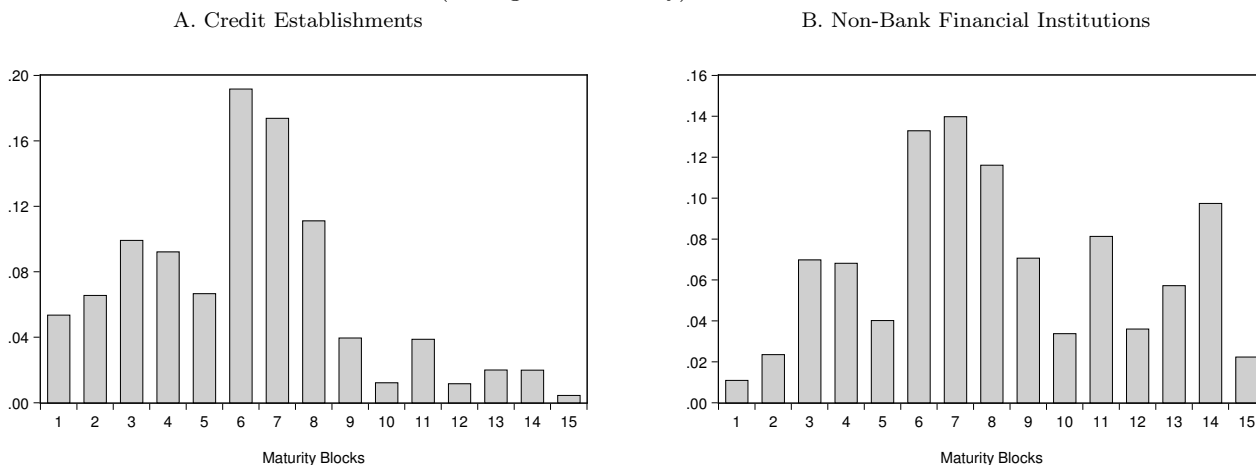 A. Credit Establishments
B. Non-Bank Financial Institutions
.20
.16
.12
.08
.04
.00
1 2 3 4 5 6 7 8 9 10 11 12 13 14 15
Maturity Blocks
.16
.14
.12
.10
.08
.06
.04
.02
.00
1 2 3 4 5 6 7 8 9 10 11 12 13 14 15
Maturity Blocks